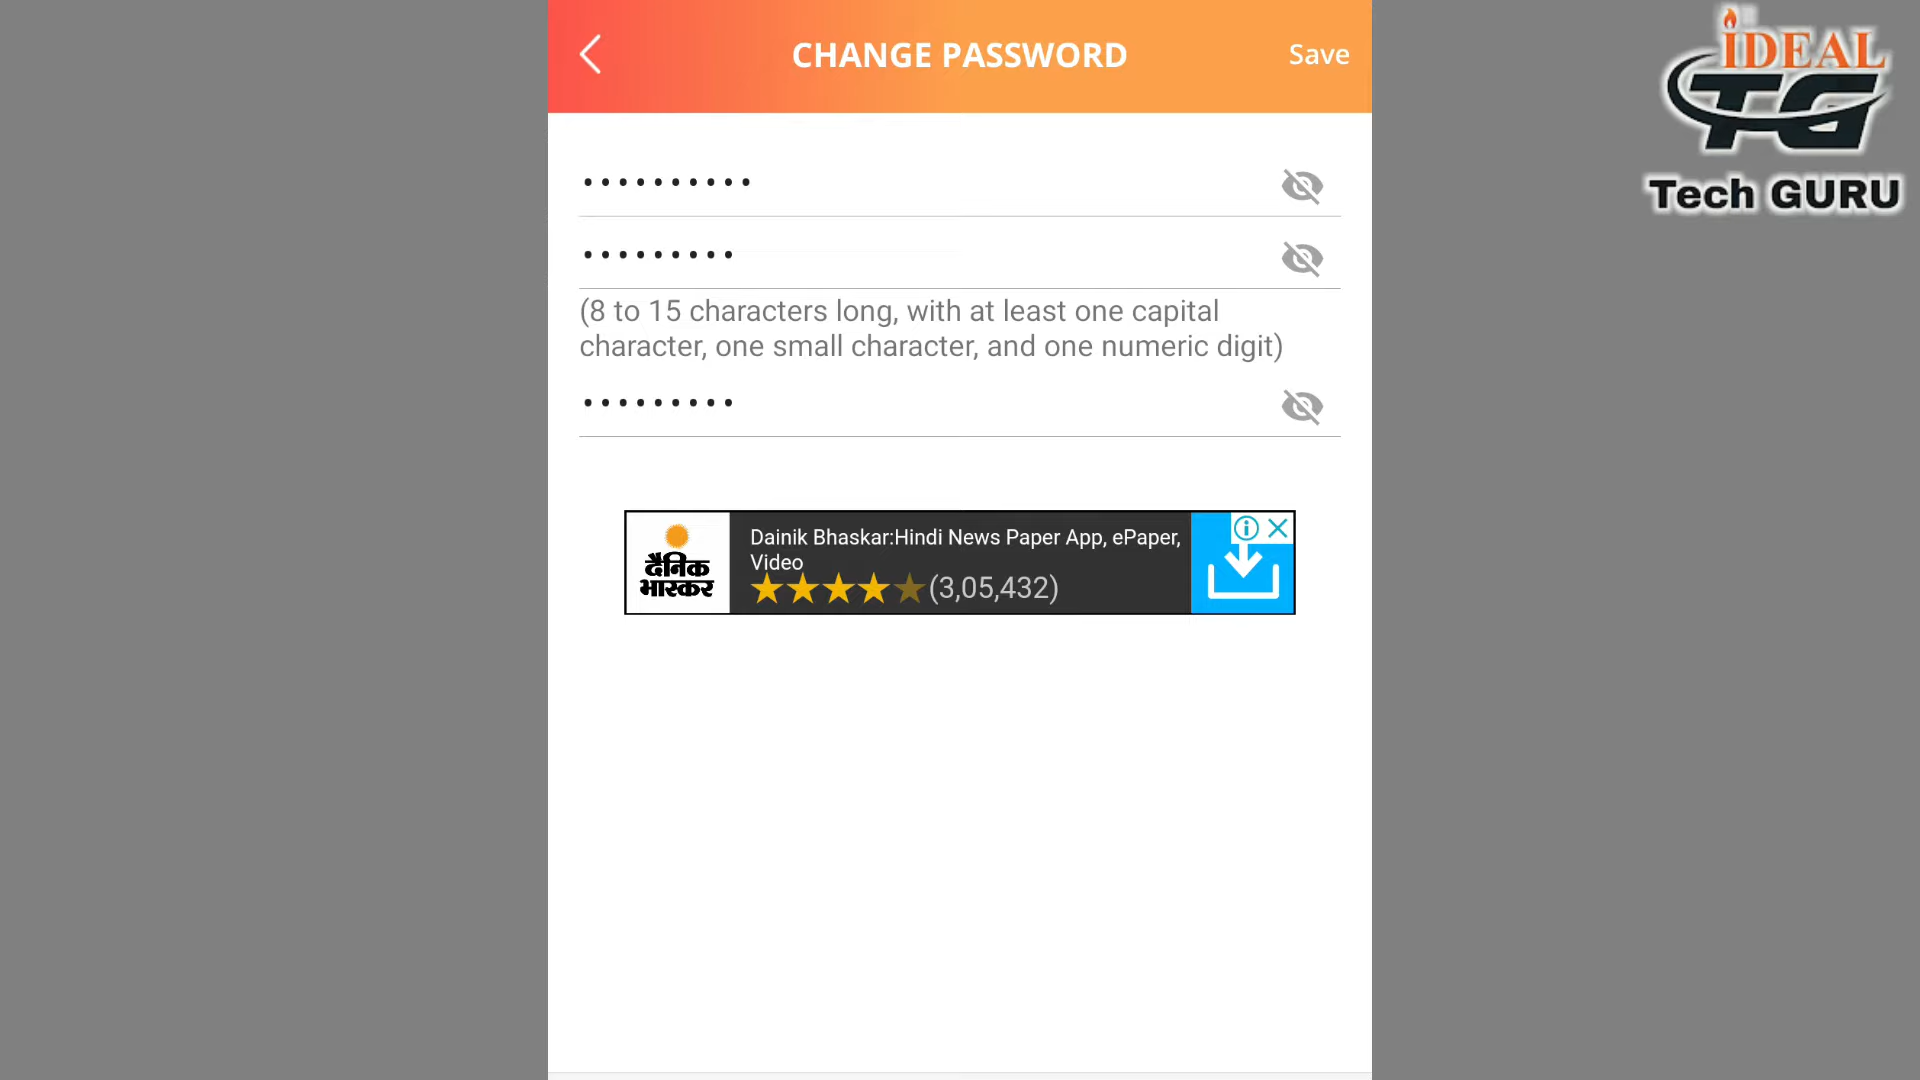 CHANGE PASSWORD
Save
iDEAL
TG
Tech GURU
••••••••••
•••••••••
(8 to 15 characters long, with at least one capital
character, one small character, and one numeric digit)
•••••••••
दैनिक
भास्कर
Dainik Bhaskar:Hindi News Paper App, ePaper,
Video
(3,05,432)